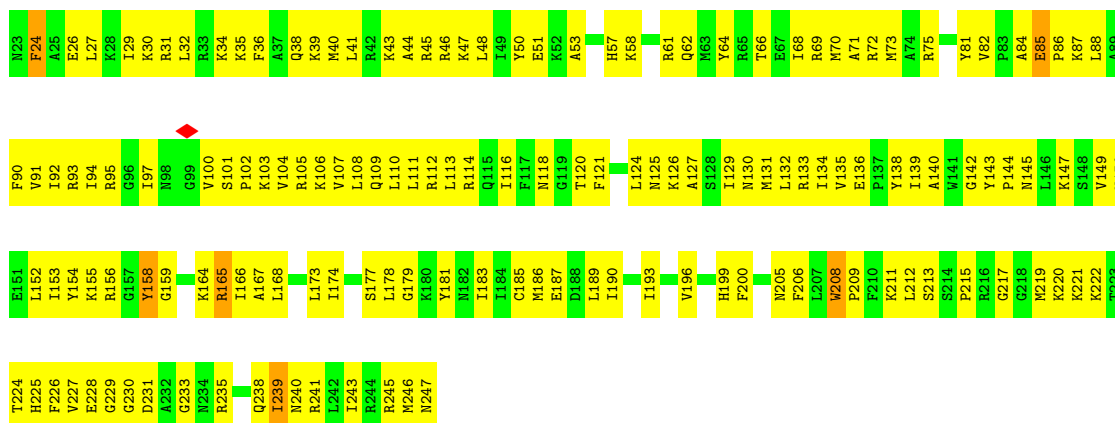 N23 F24 A25 E26 L27 K28 I29 K30 R31 L32 R33 K34 K35 F36 A37 Q38 K39 M40 L41 R42 K43 A44 R45 R46 K47 L48 I49 Y50 E51 K52 A53 H57 K58 R61 Q62 M63 Y64 R65 T66 E67 I68 R69 M70 A71 R72 M73 A74 R75 Y81 V82 P83 A84 E85 P86 K87 L88 A89
F90 V91 I92 R93 I94 R95 G96 I97 N98 G99 V100 S101 P102 K103 V104 R105 K106 V107 L108 Q109 L110 L111 R112 L113 R114 Q115 I116 F117 N118 G119 T120 F121 L124 N125 K126 A127 S128 I129 N130 M131 L132 R133 I134 V135 E136 P137 Y138 I139 A140 W141 G142 Y143 P144 N145 L146 K147 S148 V149
E151 L152 I153 Y154 K155 R156 G157 Y158 G159 K164 R165 I166 A167 L168 L173 I174 S177 L178 G179 K180 Y181 N182 I183 I184 C185 M186 E187 D188 L189 I190 I193 V196 H199 F200 N205 F206 L207 W208 P209 F210 K211 L212 S213 S214 P215 R216 G217 G218 M219 K220 K221 K222 T223
T224 H225 F226 V227 E228 G229 G230 D231 A232 G233 N234 R235 Q238 I239 N240 R241 L242 I243 R244 R245 M246 N247